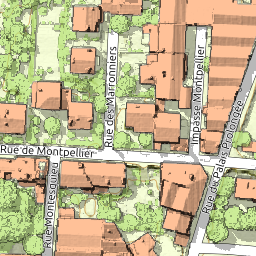 Rue des Marronniers
Impasse Montpellier
Rue du Palais Prolongée
Rue de Montpellier
Rue Montesquieu